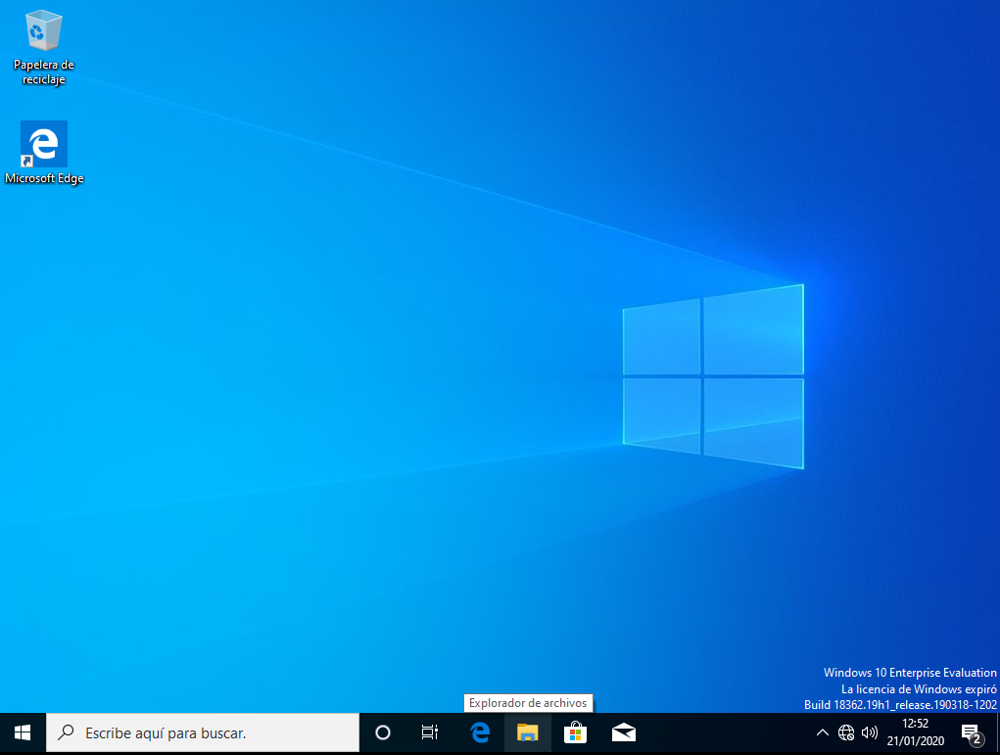 Papelera de
reciclaje
Microsoft Edge
Windows 10 Enterprise Evaluation
La licencia de Windows expiró
Build 18362.19h1_release.190318-1202
Explorador de archivos
Escribe aquí para buscar.
12:52
21/01/2020
2